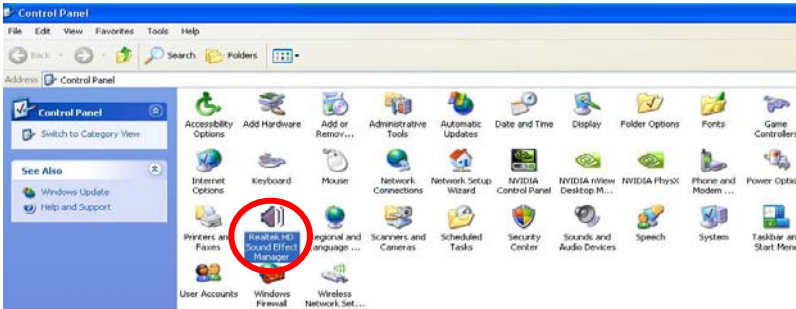 Control Panel
File Edit View Favorites Tools Help
Back Search Folders
Address Control Panel
Control Panel
Switch to Category View
See Also
Windows Update
Help and Support
Accessibility Options
Add Hardware
Add or Remov...
Administrative Tools
Automatic Updates
Date and Time
Display
Folder Options
Fonts
Game Controllers
Internet Options
Keyboard
Mouse
Network Connections
Network Setup Wizard
NVIDIA Control Panel
NVIDIA nView Desktop M...
NVIDIA PhysX
Phone and Modem ...
Power Optio
Printers and Faxes
Realtek HD Sound Effect Manager
Regional and Language ...
Scanners and Cameras
Scheduled Tasks
Security Center
Sounds and Audio Devices
Speech
System
Taskbar an Start Menu
User Accounts
Windows Firewall
Wireless Network Set...